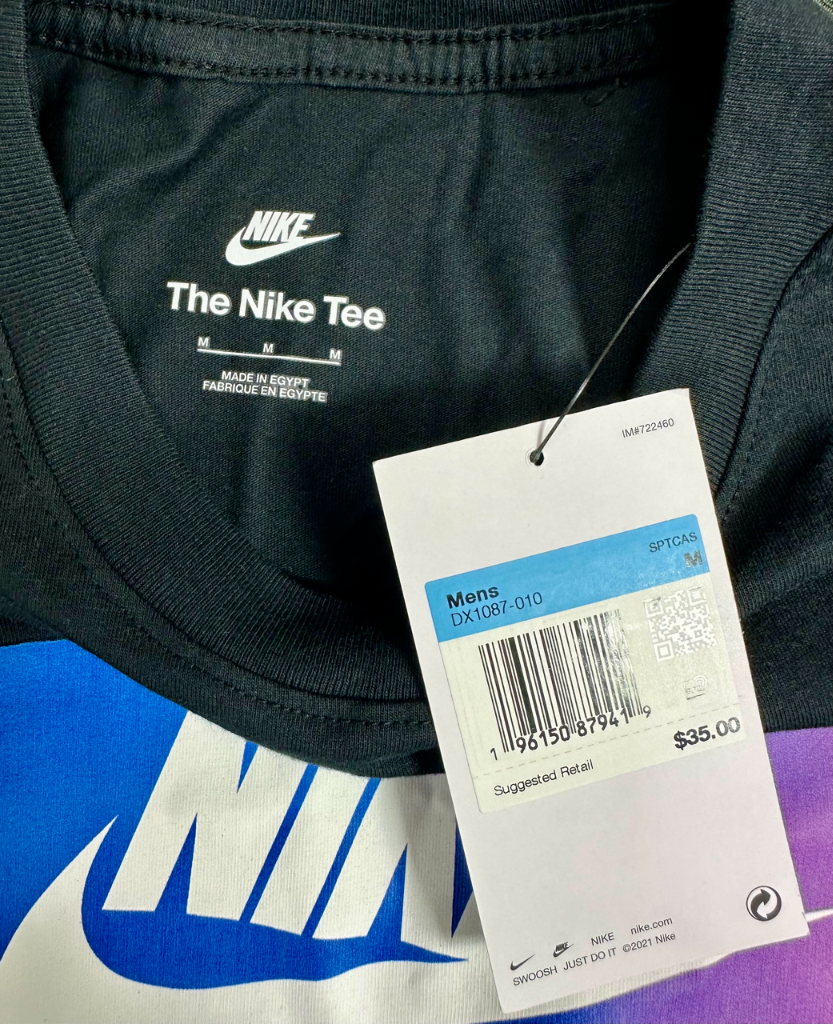 NIKE
The Nike Tee
M M M
MADE IN EGYPT
FABRIQUE EN EGYPTE
IM#722460
SPTCAS
M
Mens
DX1087-010
1 96150 87941 9
$35.00
Suggested Retail
NIKE nike.com
SWOOSH JUST DO IT ©2021 Nike
NIK